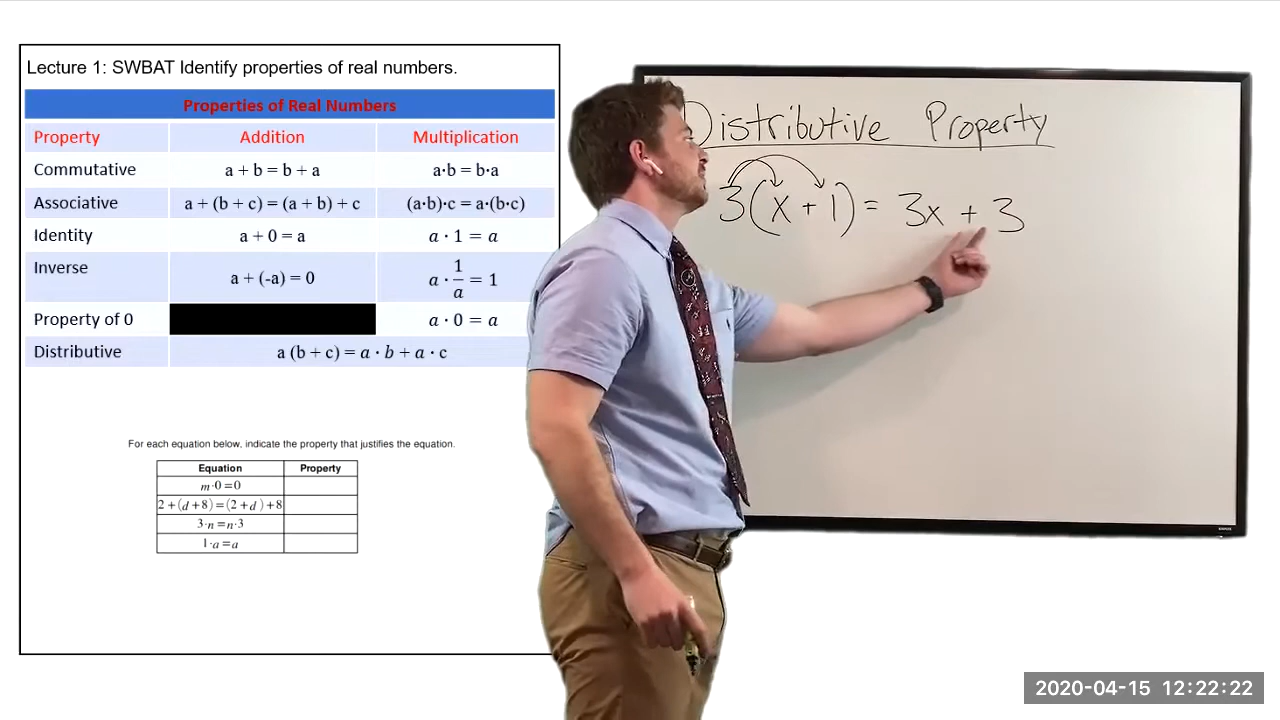 Lecture 1: SWBAT Identify properties of real numbers.
Properties of Real Numbers
Property Addition Multiplication
Commutative a + b = b + a a·b = b·a
Associative a + (b + c) = (a + b) + c (a·b)·c = a·(b·c)
Identity a + 0 = a a · 1 = a
Inverse a + (-a) = 0 a · 1/a = 1
Property of 0 a · 0 = a
Distributive a (b + c) = a · b + a · c
For each equation below, indicate the property that justifies the equation.
Equation Property
m·0=0
2+(d+8)=(2+d)+8
3·n=n·3
1·a=a
Distributive Property
3(x+1)= 3x + 3
2020-04-15 12:22:22